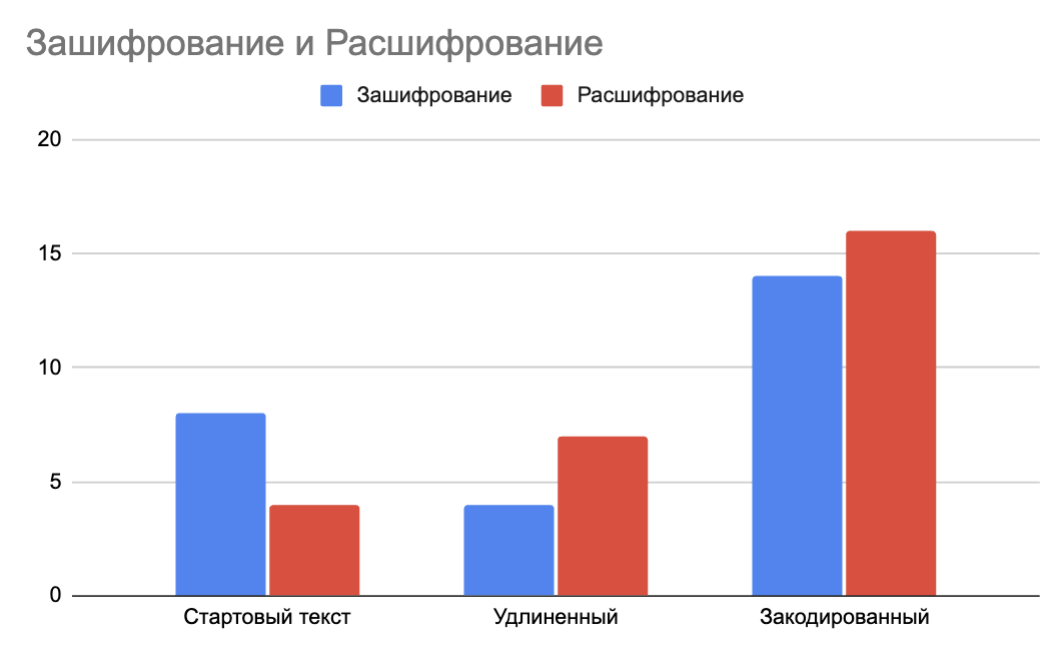 Зашифрование и Расшифрование
Зашифрование Расшифрование
20
15
10
5
0
Стартовый текст Удлиненный Закодированный